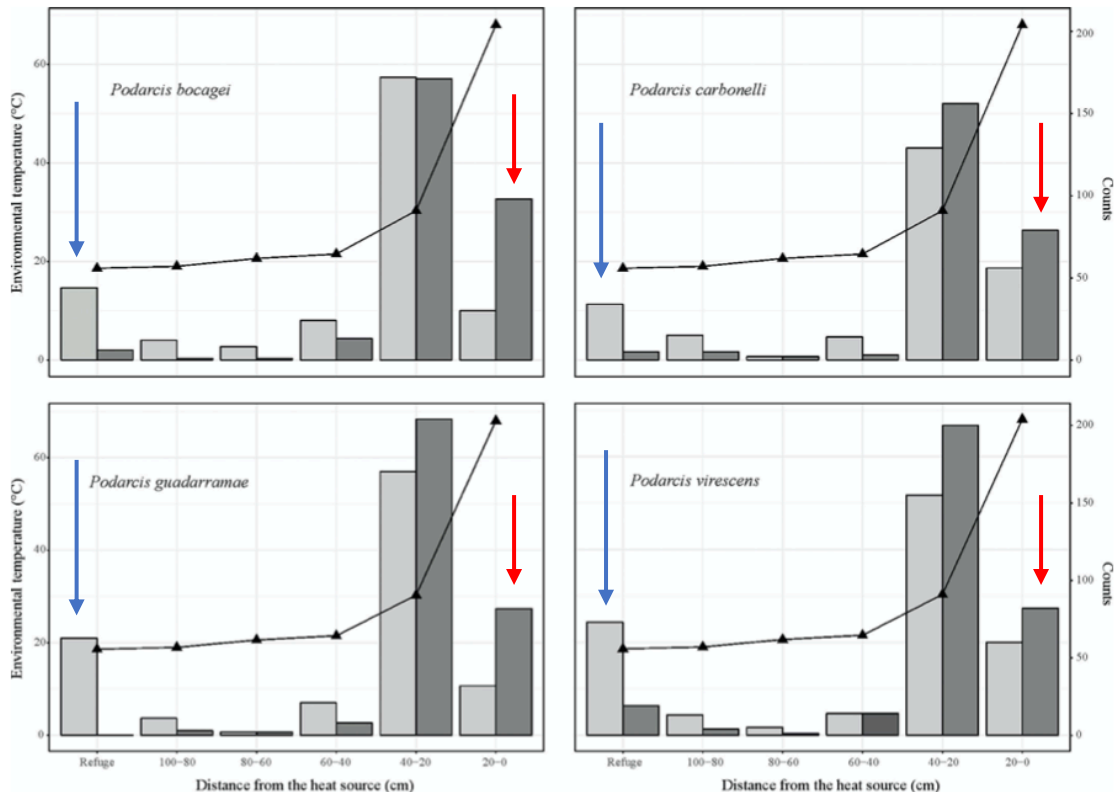 Podarcis bocagei
Environmental temperature (°C)
60
40
20
0
Podarcis carbonelli
200
150
100
50
0
Counts
Podarcis guadarramae
Environmental temperature (°C)
60
40
20
0
Refuge 100−80 80−60 60−40 40−20 20−0
Distance from the heat source (cm)
Podarcis virescens
200
150
100
50
0
Counts
Refuge 100−80 80−60 60−40 40−20 20−0
Distance from the heat source (cm)